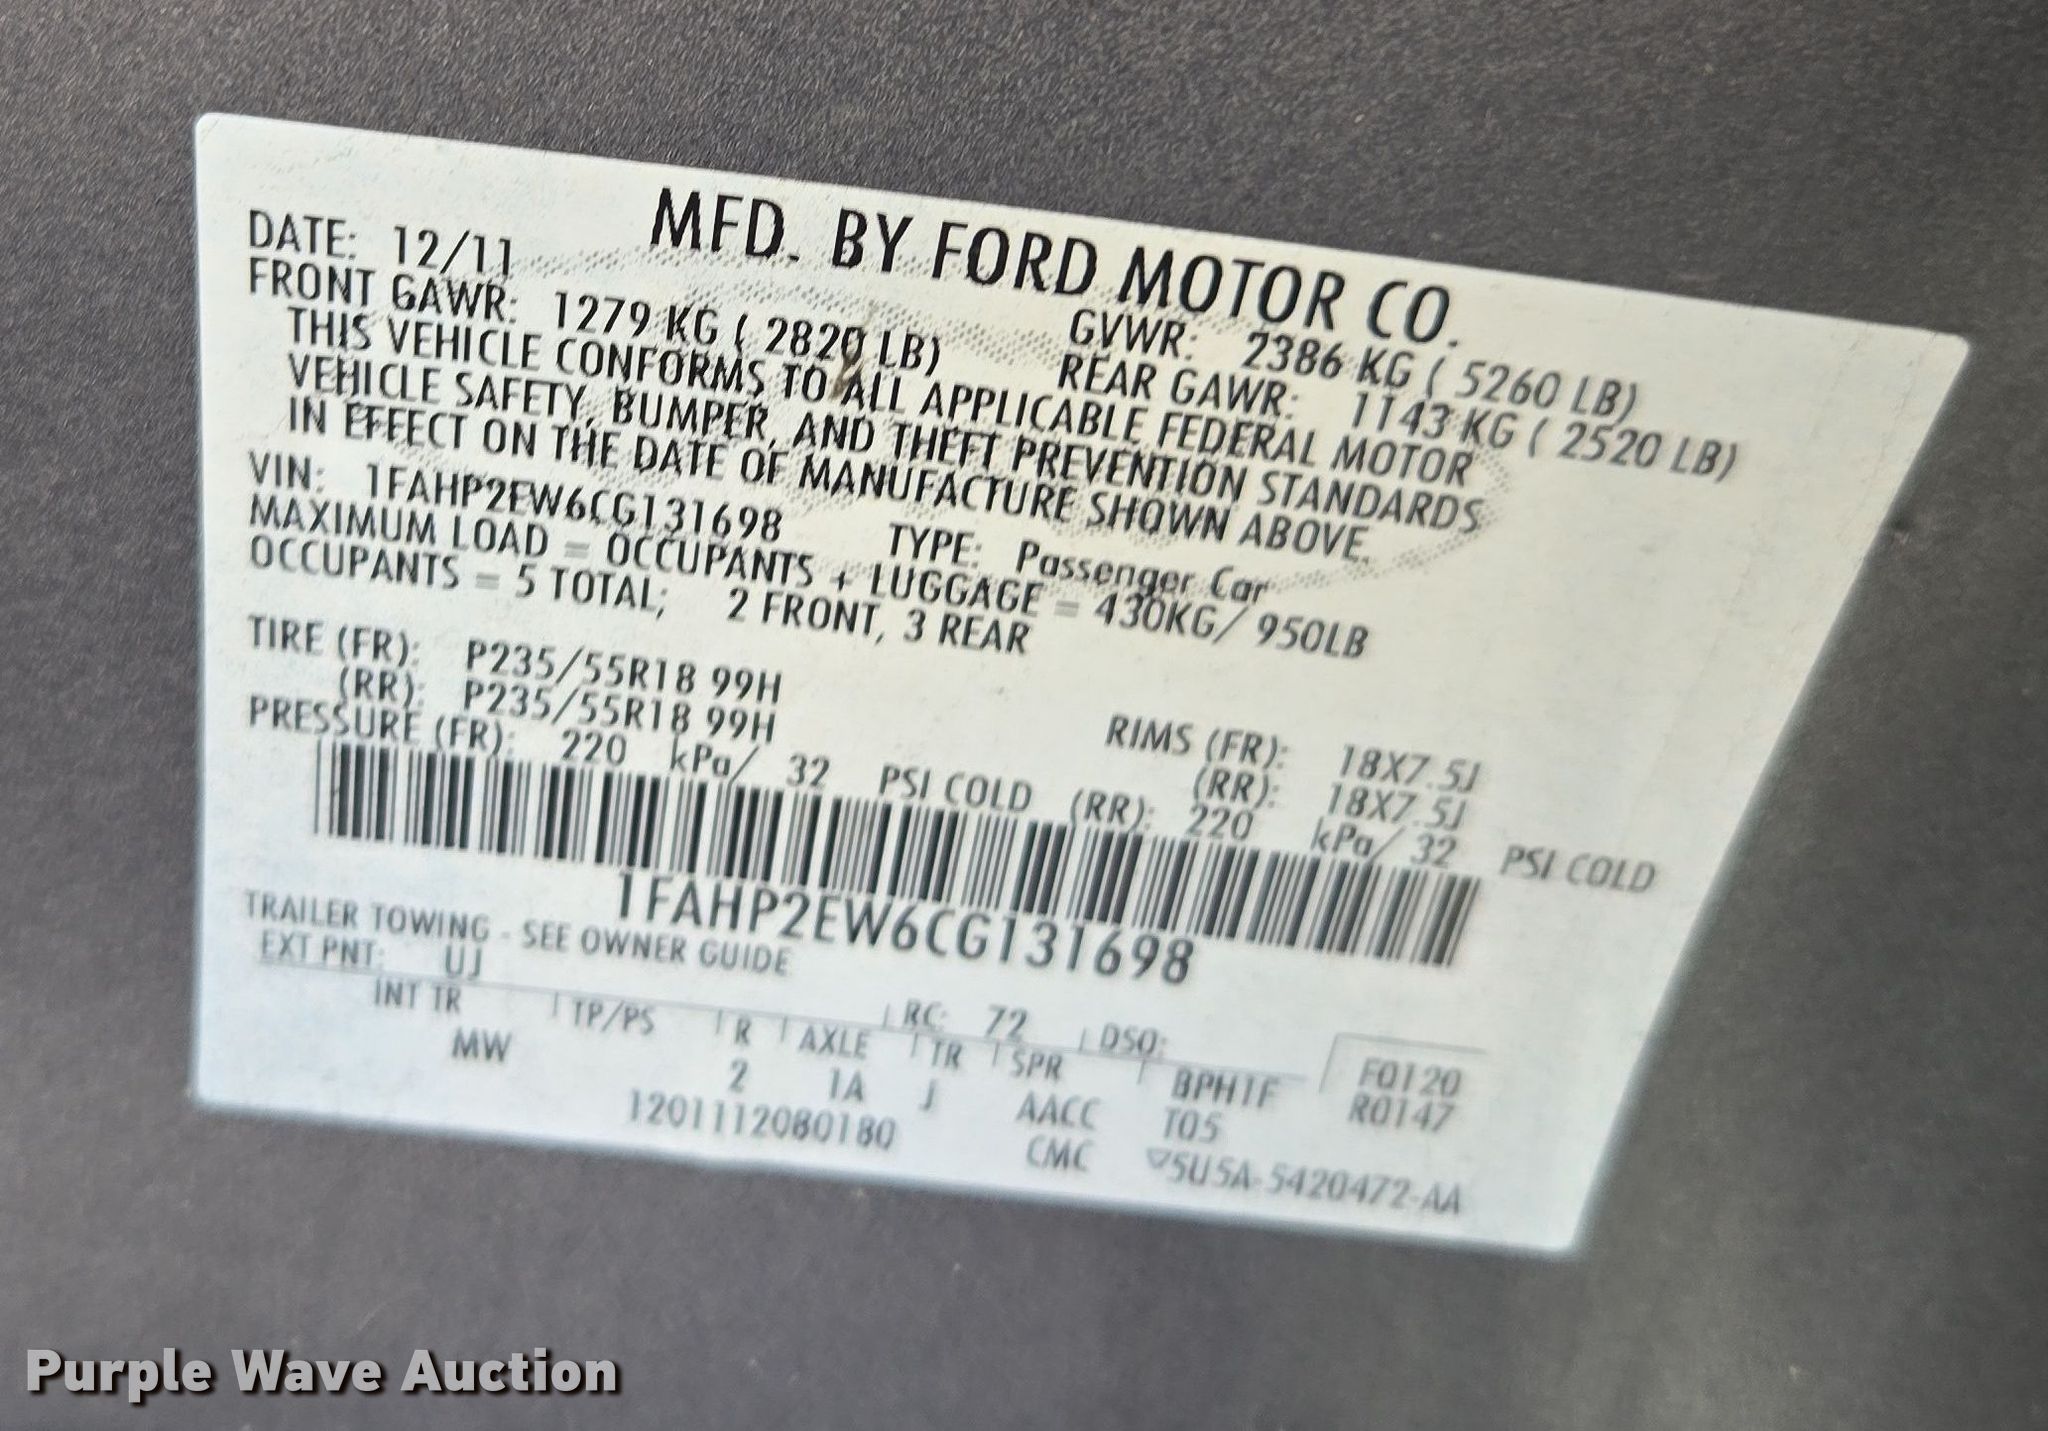 MFD. BY FORD MOTOR CO.
DATE: 12/11 GVWR: 2386 KG ( 5260 LB)
FRONT GAWR: 1279 KG ( 2820 LB) REAR GAWR: 1143 KG ( 2520 LB)
THIS VEHICLE CONFORMS TO ALL APPLICABLE FEDERAL MOTOR
VEHICLE SAFETY, BUMPER, AND THEFT PREVENTION STANDARDS
IN EFFECT ON THE DATE OF MANUFACTURE SHOWN ABOVE.
VIN: 1FAHP2EW6CG131698 TYPE: Passenger Car
MAXIMUM LOAD = OCCUPANTS + LUGGAGE = 430KG/ 950LB
OCCUPANTS = 5 TOTAL; 2 FRONT, 3 REAR
TIRE (FR): P235/55R18 99H RIMS (FR): 18X7.5J
(RR): P235/55R18 99H (RR): 18X7.5J
PRESSURE (FR): 220 kPa/ 32 PSI COLD (RR): 220 kPa/ 32 PSI COLD
1FAHP2EW6CG131698
TRAILER TOWING - SEE OWNER GUIDE
EXT PNT: UJ RC: 72 DSO: F0120
INT TR TP/PS R AXLE TR SPR BPHTF R0147
MW 2 1A J AACC T05
1201112080180 CMC ▽5U5A-5420472-AA
Purple Wave Auction